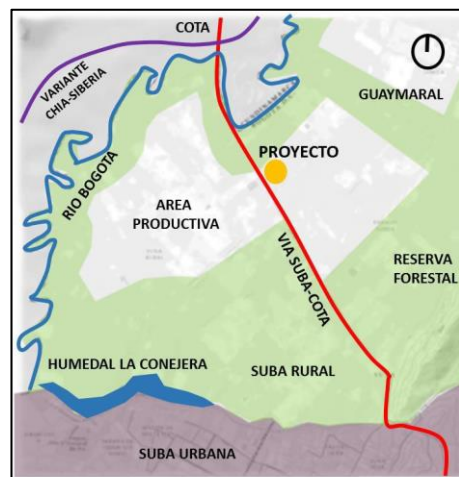 COTA
VARIANTE
CHIA-SIBERIA
GUAYMARAL
PROYECTO
RIO BOGOTA
AREA
PRODUCTIVA
VIA SUBA-COTA
RESERVA
FORESTAL
HUMEDAL LA CONEJERA
SUBA RURAL
SUBA URBANA